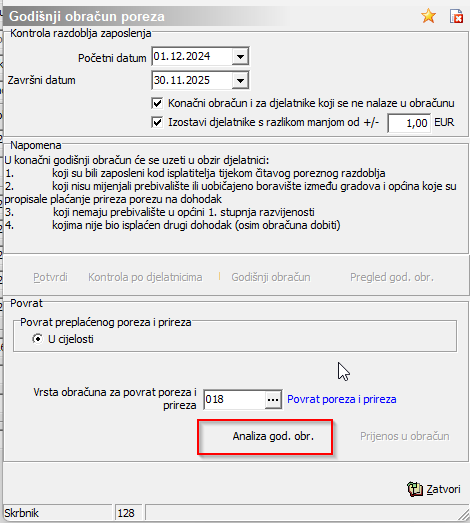 Godišnji obračun poreza
Kontrola razdoblja zaposlenja
Početni datum 01.12.2024
Završni datum 30.11.2025
Konačni obračun i za djelatnike koji se ne nalaze u obračunu
Izostavi djelatnike s razlikom manjom od +/- 1,00 EUR
Napomena
U konačni godišnji obračun će se uzeti u obzir djelatnici:
1. koji su bili zaposleni kod isplatitelja tijekom čitavog poreznog razdoblja
2. koji nisu mijenjali prebivalište ili uobičajeno boravište između gradova i općina koje su
propisale plaćanje prireza porezu na dohodak
3. koji nemaju prebivalište u općini 1. stupnja razvijenosti
4. kojima nije bio isplaćen drugi dohodak (osim obračuna dobiti)
Potvrdi Kontrola po djelatnicima Godišnji obračun Pregled god. obr.
Povrat
Povrat preplaćenog poreza i prireza
U cijelosti
Vrsta obračuna za povrat poreza i
prireza 018 ... Povrat poreza i prireza
Analiza god. obr. Prijenos u obračun
Zatvori
Skrbnik 128